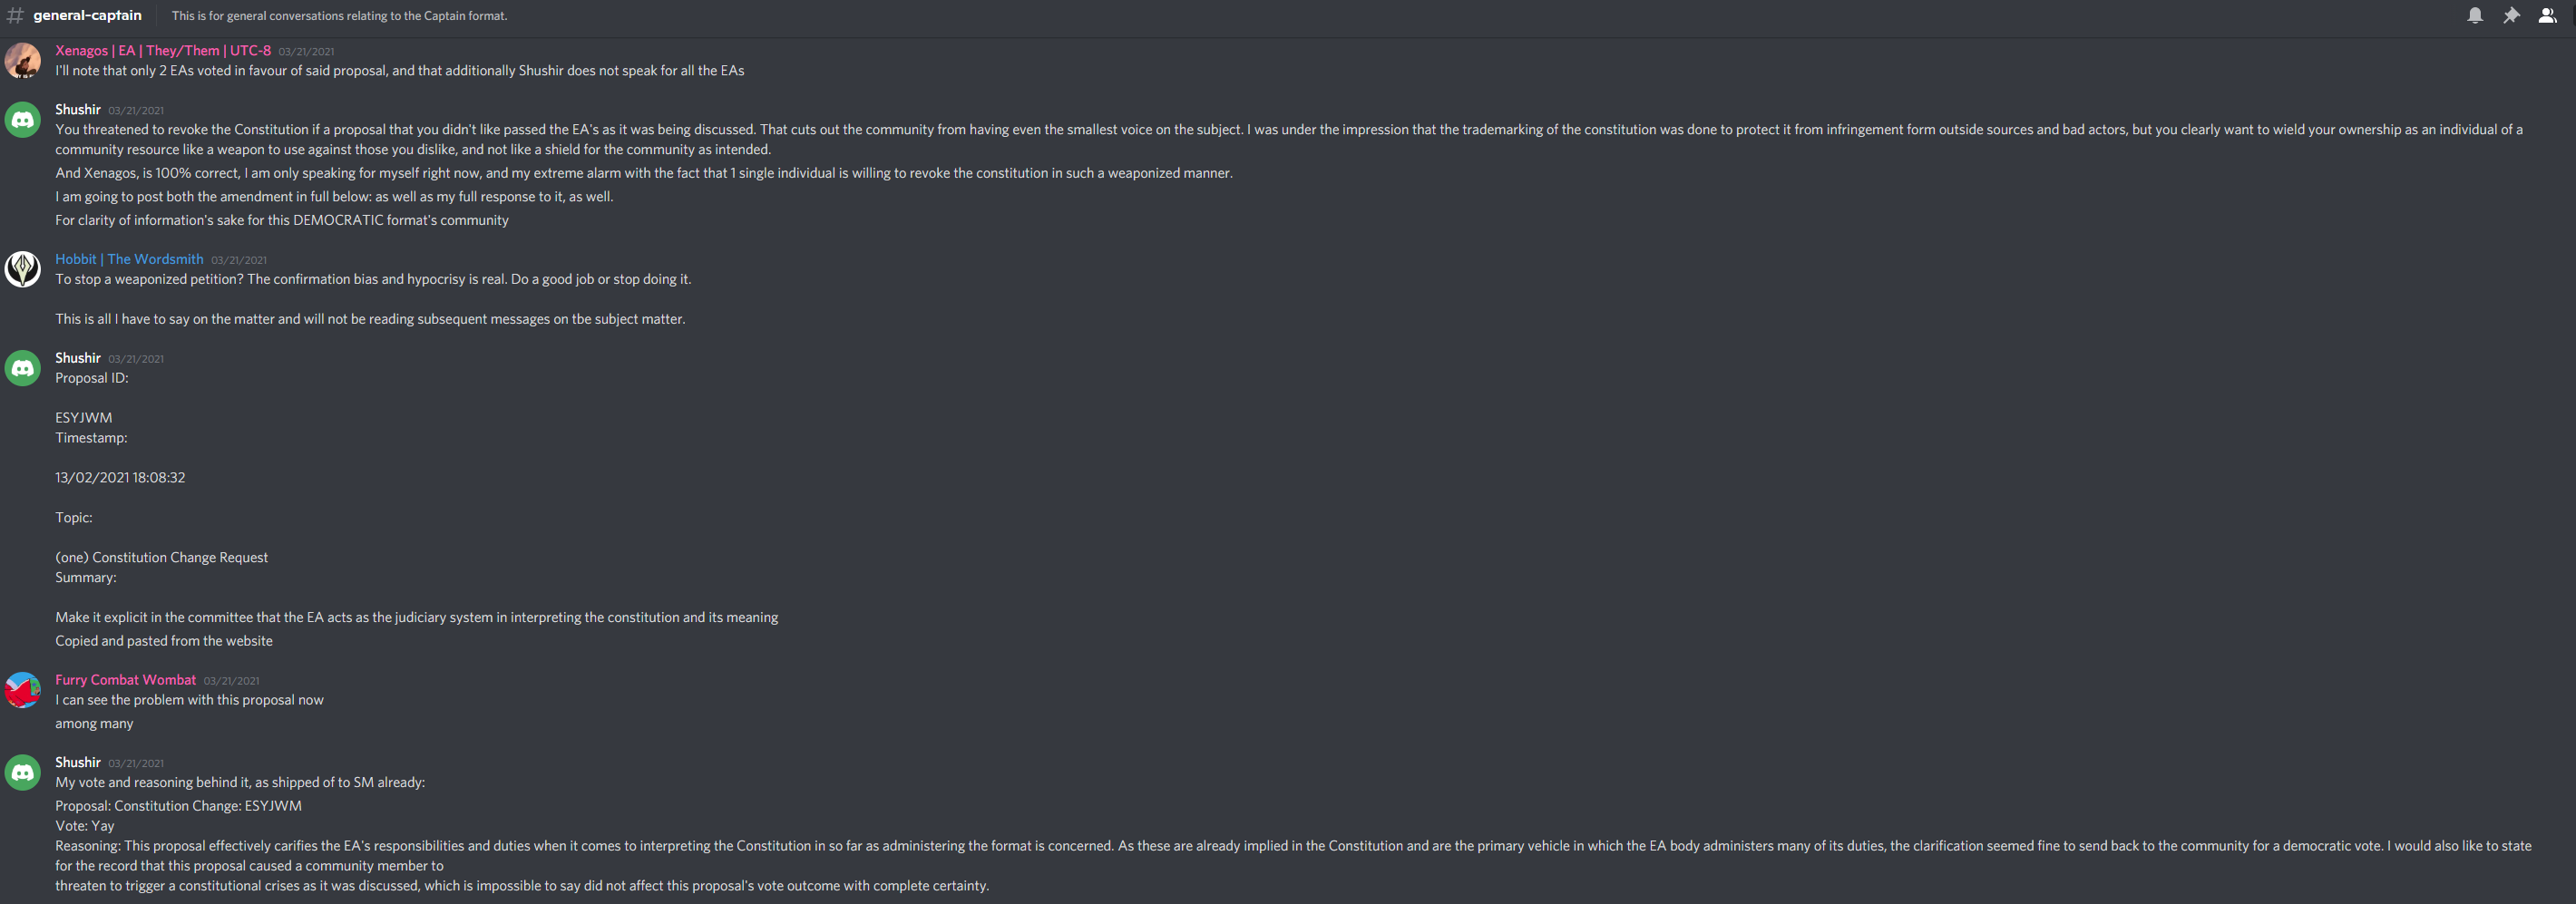 # general-captain This is for general conversations relating to the Captain format.
Xenagos | EA | They/Them | UTC-8 03/21/2021
I'll note that only 2 EAs voted in favour of said proposal, and that additionally Shushir does not speak for all the EAs
Shushir 03/21/2021
You threatened to revoke the Constitution if a proposal that you didn't like passed the EA's as it was being discussed. That cuts out the community from having even the smallest voice on the subject. I was under the impression that the trademarking of the constitution was done to protect it from infringement form outside sources and bad actors, but you clearly want to wield your ownership as an individual of a
community resource like a weapon to use against those you dislike, and not like a shield for the community as intended.
And Xenagos, is 100% correct, I am only speaking for myself right now, and my extreme alarm with the fact that 1 single individual is willing to revoke the constitution in such a weaponized manner.
I am going to post both the amendment in full below: as well as my full response to it, as well.
For clarity of information's sake for this DEMOCRATIC format's community
Hobbit | The Wordsmith 03/21/2021
To stop a weaponized petition? The confirmation bias and hypocrisy is real. Do a good job or stop doing it.
This is all I have to say on the matter and will not be reading subsequent messages on tbe subject matter.
Shushir 03/21/2021
Proposal ID:
ESYJWM
Timestamp:
13/02/2021 18:08:32
Topic:
(one) Constitution Change Request
Summary:
Make it explicit in the committee that the EA acts as the judiciary system in interpreting the constitution and its meaning
Copied and pasted from the website
Furry Combat Wombat 03/21/2021
I can see the problem with this proposal now
among many
Shushir 03/21/2021
My vote and reasoning behind it, as shipped of to SM already:
Proposal: Constitution Change: ESYJWM
Vote: Yay
Reasoning: This proposal effectively carifies the EA's responsibilities and duties when it comes to interpreting the Constitution in so far as administering the format is concerned. As these are already implied in the Constitution and are the primary vehicle in which the EA body administers many of its duties, the clarification seemed fine to send back to the community for a democratic vote. I would also like to state
for the record that this proposal caused a community member to
threaten to trigger a constitutional crises as it was discussed, which is impossible to say did not affect this proposal's vote outcome with complete certainty.